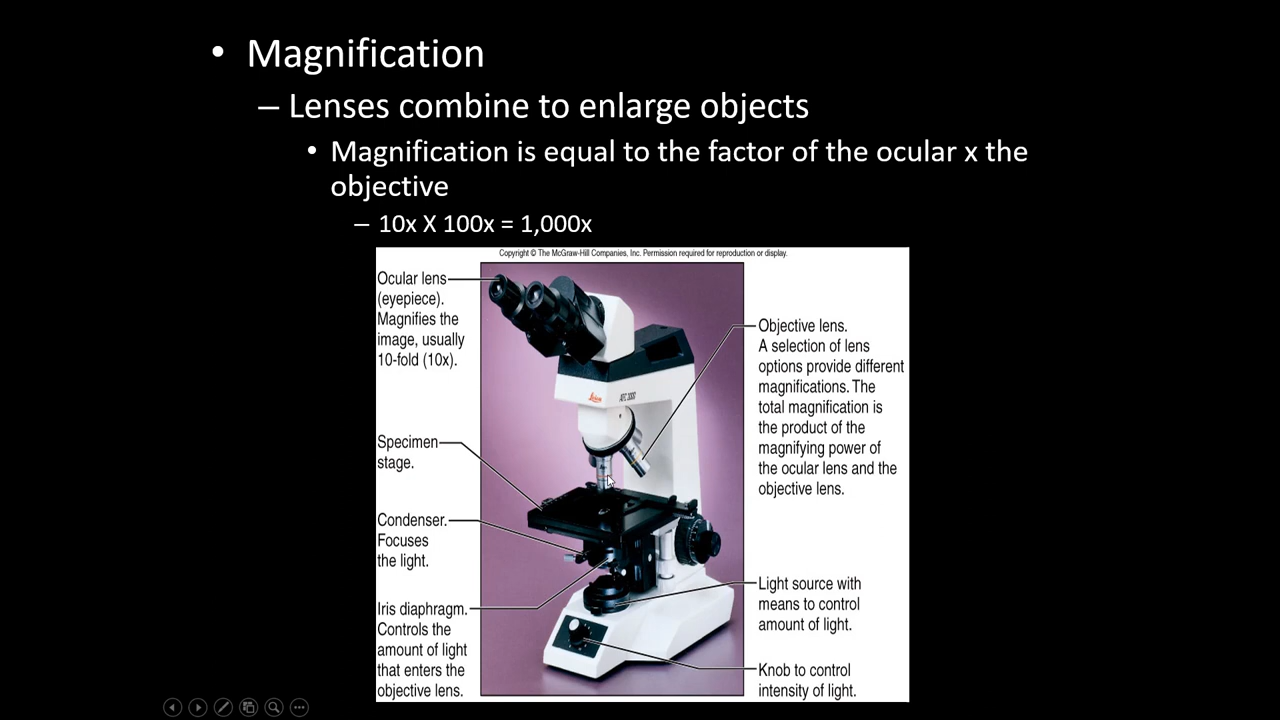 • Magnification
– Lenses combine to enlarge objects
• Magnification is equal to the factor of the ocular x the
objective
– 10x X 100x = 1,000x
Copyright © The McGraw-Hill Companies, Inc. Permission required for reproduction or display.
Ocular lens
(eyepiece).
Magnifies the
image, usually
10-fold (10x).
Specimen
stage.
Condenser.
Focuses
the light.
Iris diaphragm.
Controls the
amount of light
that enters the
objective lens.
Leica
ATC 2000
Objective lens.
A selection of lens
options provide different
magnifications. The
total magnification is
the product of the
magnifying power of
the ocular lens and the
objective lens.
Light source with
means to control
amount of light.
Knob to control
intensity of light.